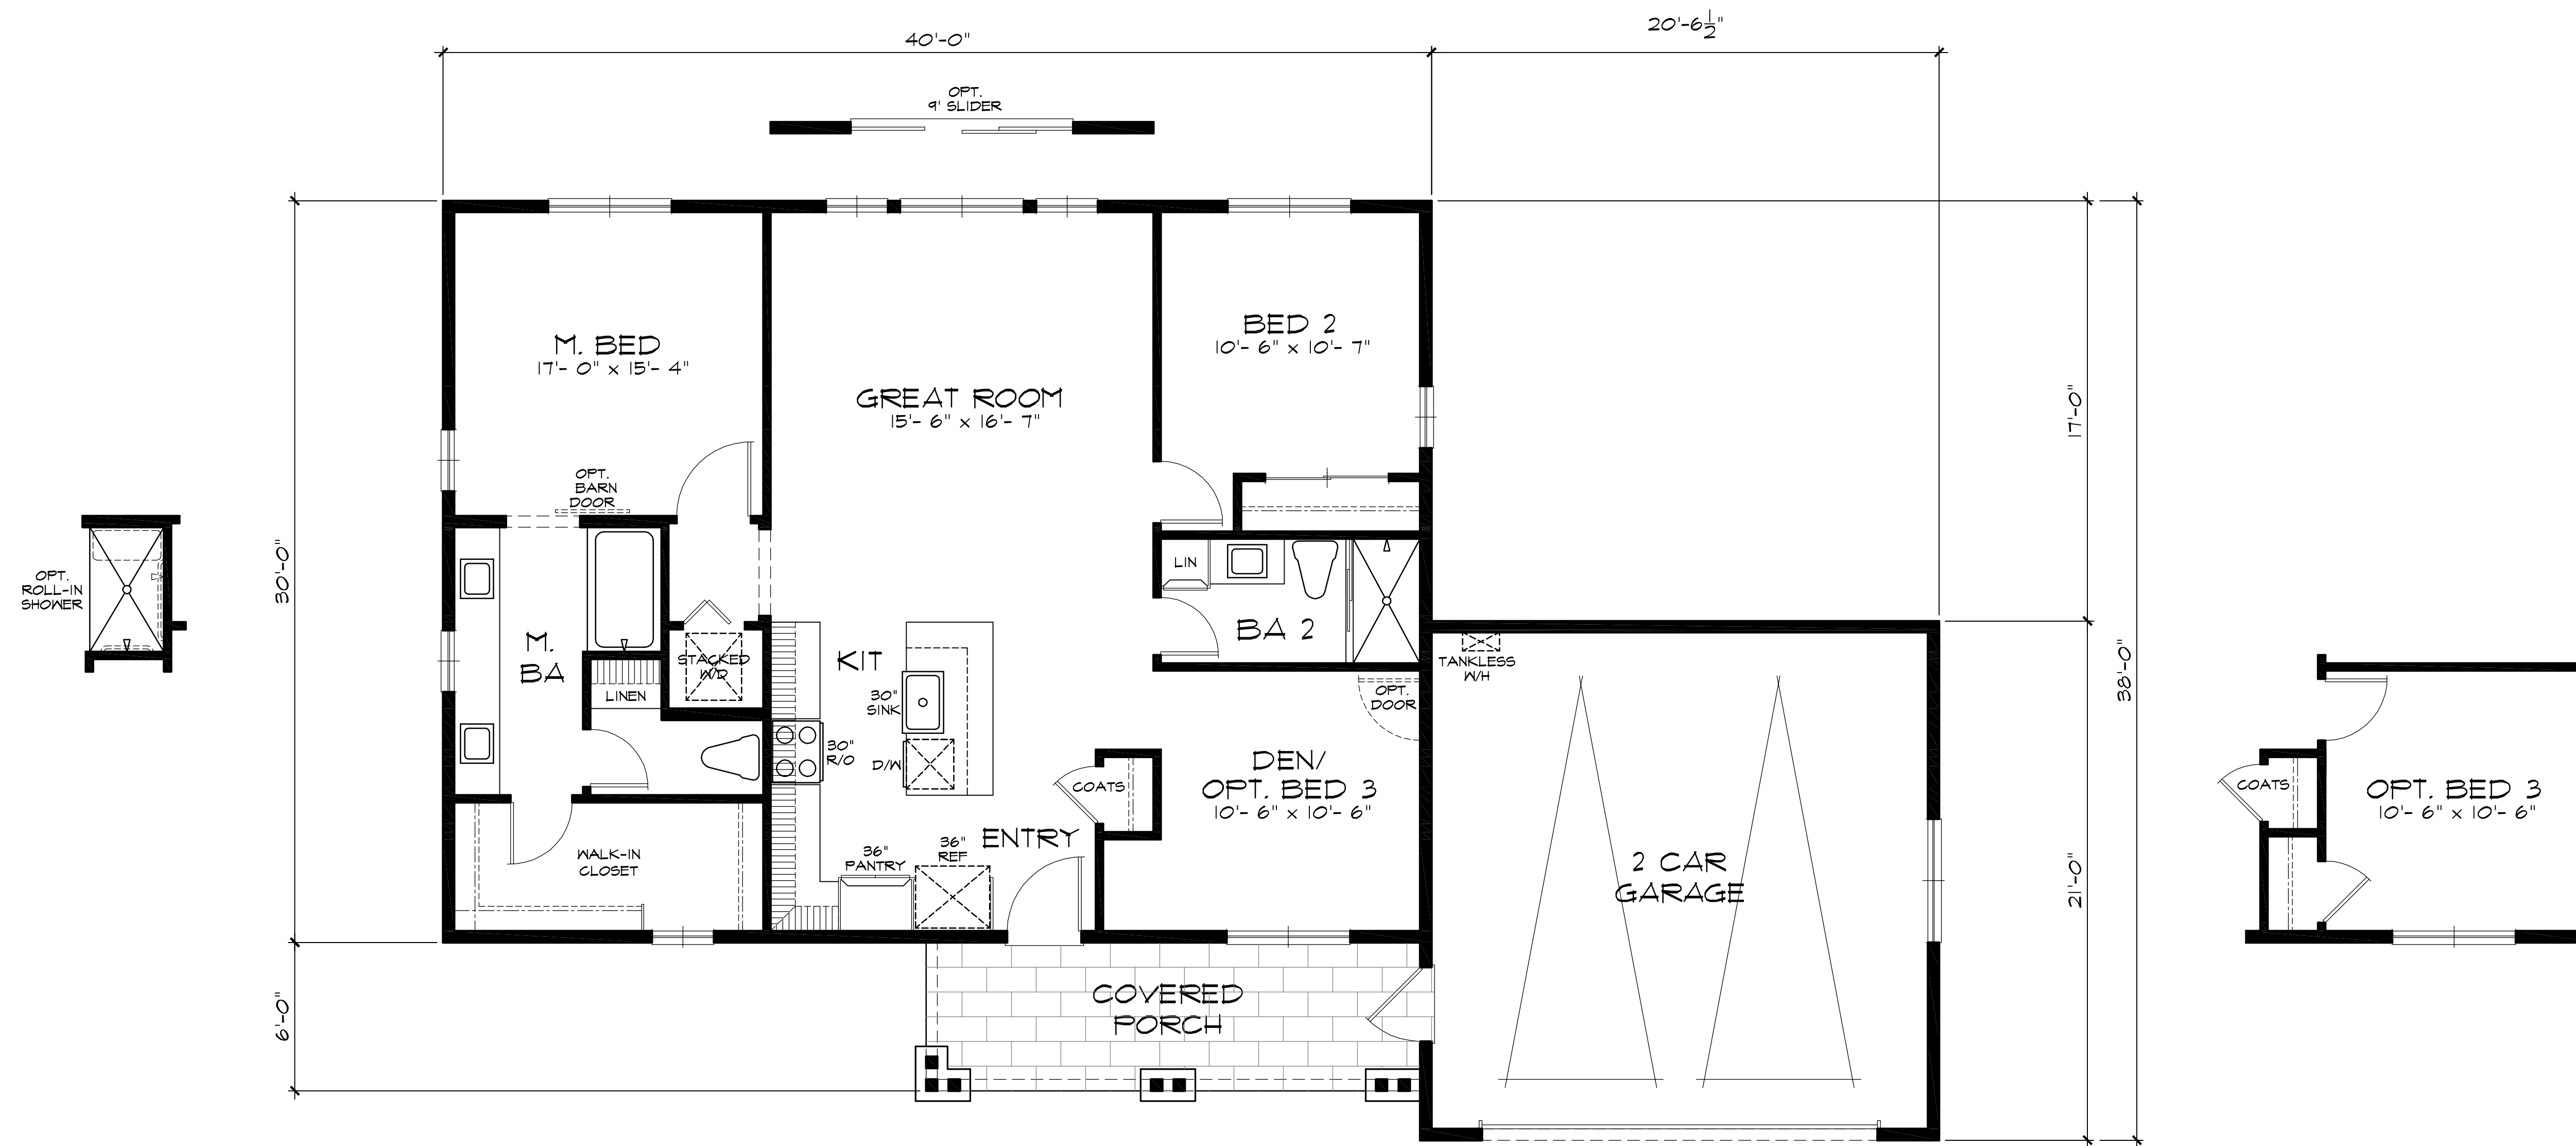 20'-6 1/2"
40'-0"
OPT.
9' SLIDER
M. BED
17'- 0" x 15'- 4"
GREAT ROOM
15'- 6" x 16'- 7"
BED 2
10'- 6" x 10'- 7"
17'-0"
OPT.
BARN
DOOR
OPT.
ROLL-IN
SHOWER
30'-0"
M.
BA
LINEN
STACKED
W/D
KIT
30"
SINK
D/W
30"
R/O
LIN
BA 2
TANKLESS
W/H
OPT.
DOOR
38'-0"
DEN/
OPT. BED 3
10'- 6" x 10'- 6"
COATS
ENTRY
36"
PANTRY
36"
REF
WALK-IN
CLOSET
2 CAR
GARAGE
21'-0"
COATS
OPT. BED 3
10'- 6" x 10'- 6"
COVERED
PORCH
6'-0"